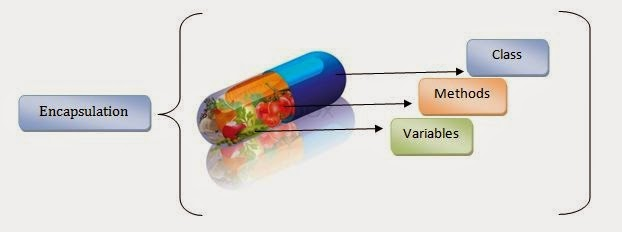 Encapsulation
Class
Methods
Variables